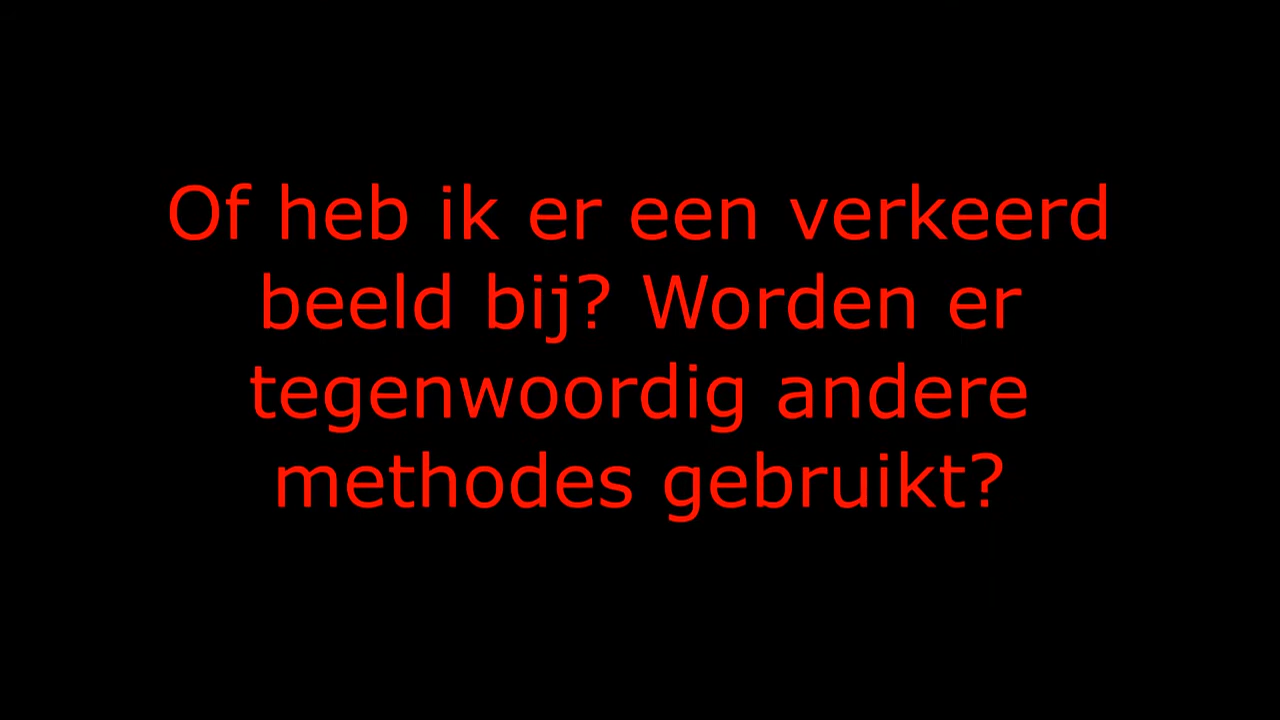 Of heb ik er een verkeerd
beeld bij? Worden er
tegenwoordig andere
methodes gebruikt?